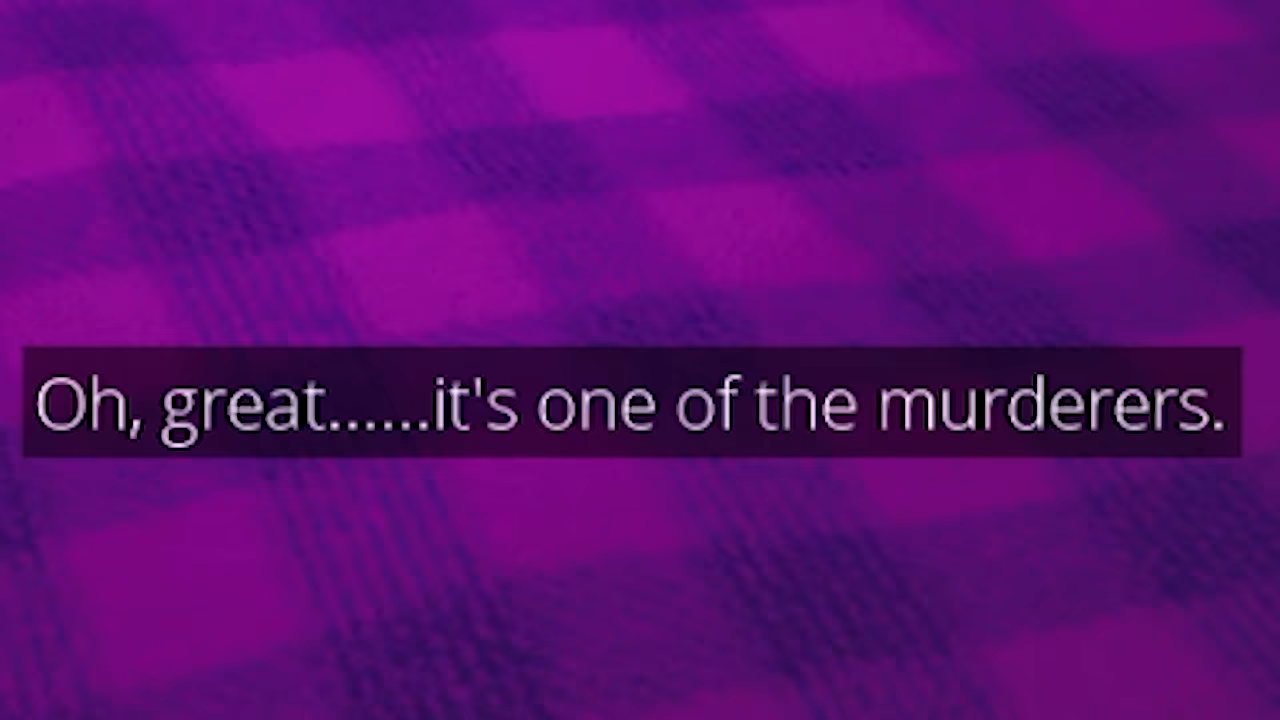 Oh, great......it's one of the murderers.